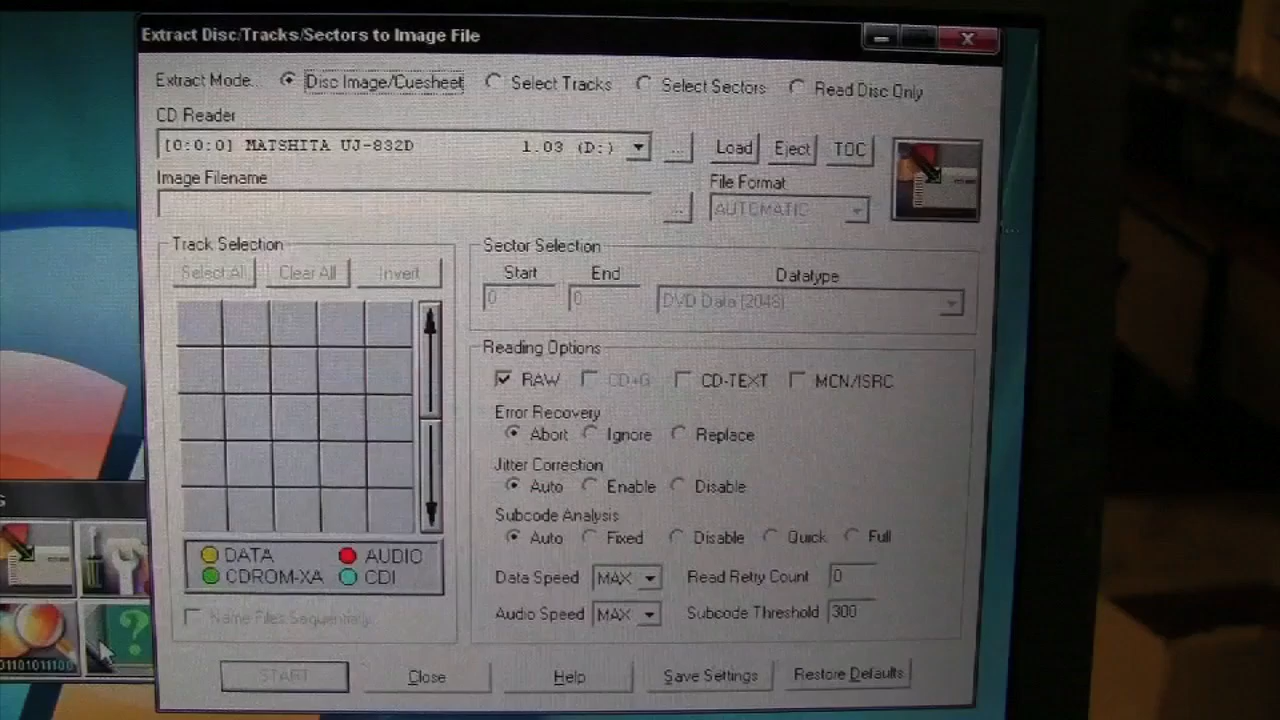 Extract Disc/Tracks/Sectors to Image File
Extract Mode: Disc Image/Cuesheet Select Tracks Select Sectors Read Disc Only
CD Reader
[0:0:0] MATSHITA UJ-832D 1.03 (D:) ... Load Eject TOC
Image Filename File Format
... AUTOMATIC
Track Selection Sector Selection
Select All Clear All Invert Start End Datatype
0 0 DVD Data (2048)
Reading Options
RAW CD+G CD-TEXT MCN/ISRC
Error Recovery
Abort Ignore Replace
Jitter Correction
Auto Enable Disable
Subcode Analysis
Auto Fixed Disable Quick Full
DATA AUDIO
CDROM-XA CDI
Data Speed MAX Read Retry Count 0
Audio Speed MAX Subcode Threshold 300
Name Files Sequentially
START Close Help Save Settings Restore Defaults
S
?
01101011100